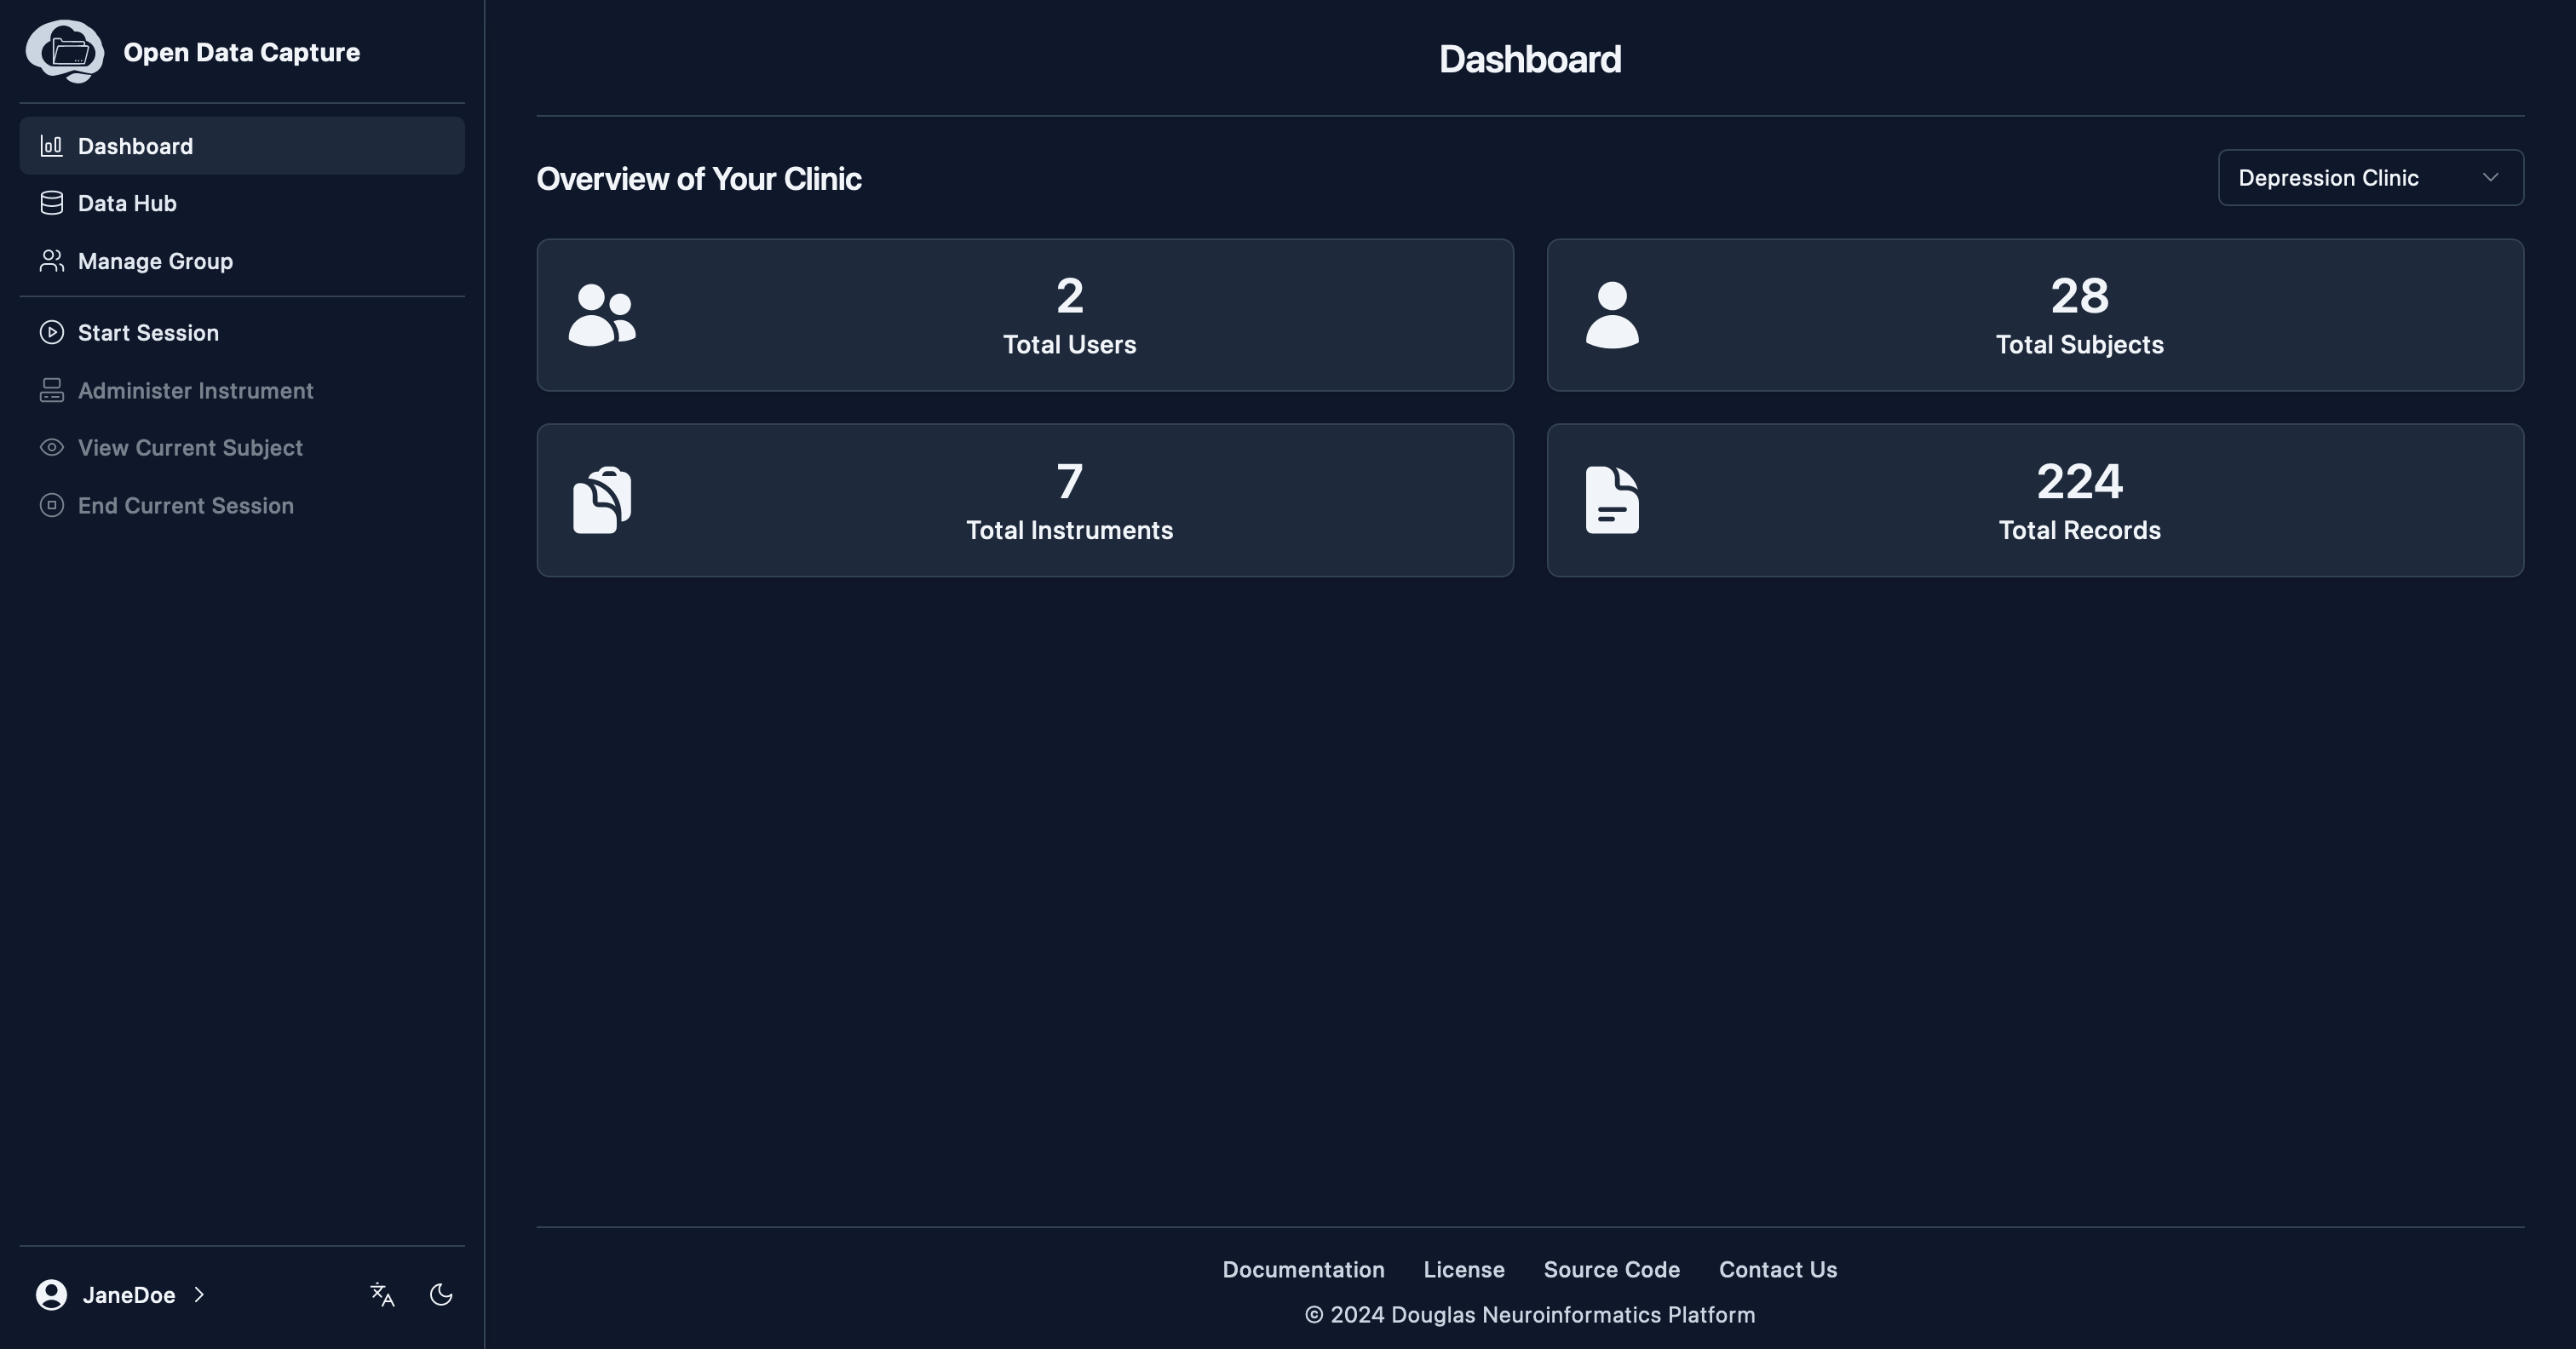 Open Data Capture
Dashboard
Data Hub
Manage Group
Start Session
Administer Instrument
View Current Subject
End Current Session
JaneDoe
Dashboard
Overview of Your Clinic
Depression Clinic
2
Total Users
28
Total Subjects
7
Total Instruments
224
Total Records
Documentation License Source Code Contact Us
© 2024 Douglas Neuroinformatics Platform